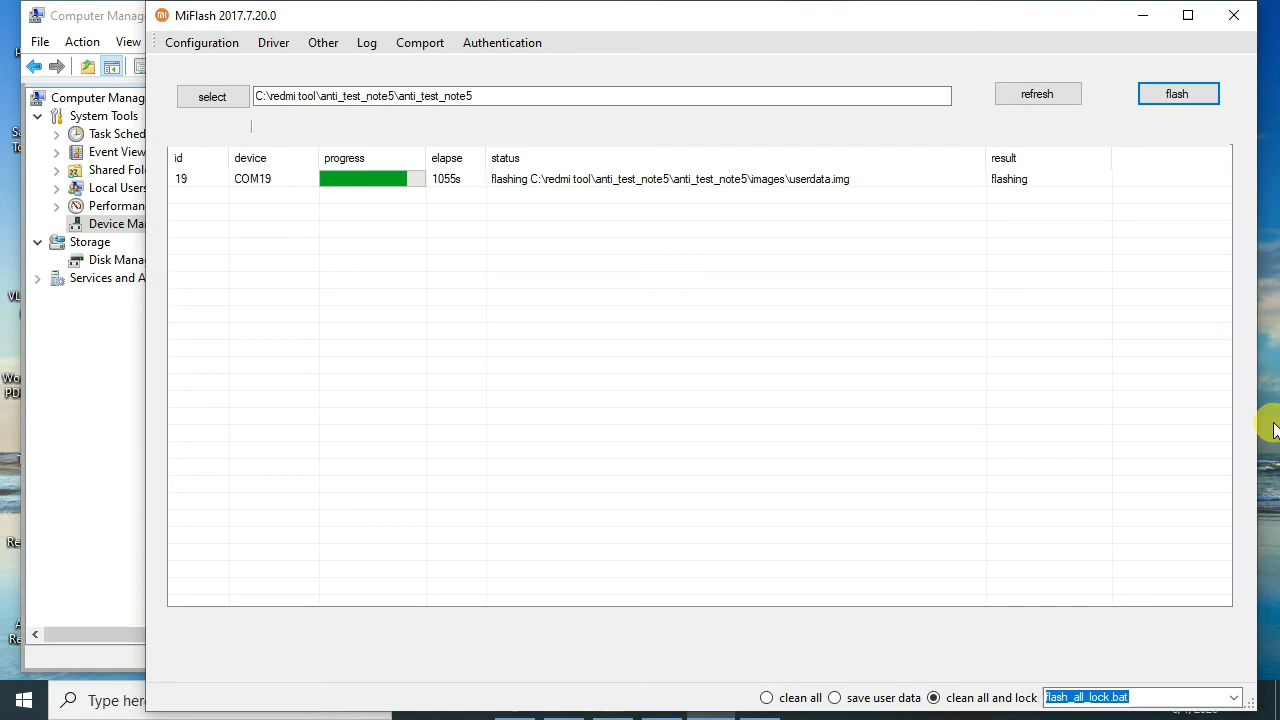 Computer Manag
File Action View
Computer Manag
System Tools
Task Sched
Event View
Shared Fol
Local Users
Performan
Device Ma
Storage
Disk Mana
Services and A
MiFlash 2017.7.20.0
Configuration Driver Other Log Comport Authentication
select C:\redmi tool\anti_test_note5\anti_test_note5 refresh flash
id device progress elapse status result
19 COM19 1055s flashing C:\redmi tool\anti_test_note5\anti_test_note5\images\userdata.img flashing
clean all save user data clean all and lock flash_all_lock.bat
Type here